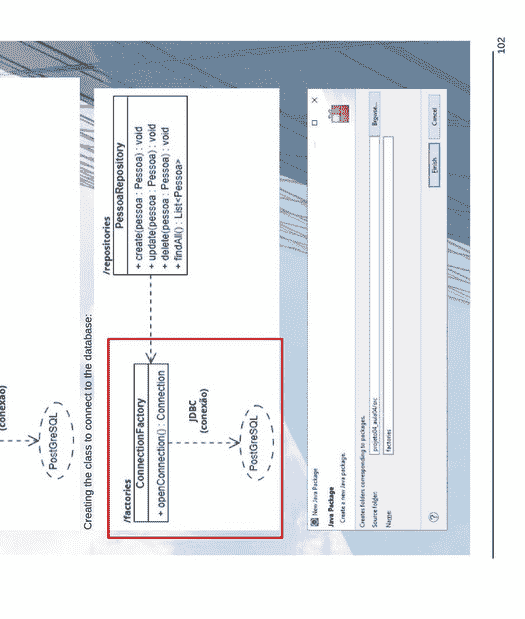 (conexão)
PostGreSQL
Creating the class to connect to the database:
/repositories
PessoaRepository
+ create(pessoa : Pessoa) : void
+ update(pessoa : Pessoa) : void
+ delete(pessoa : Pessoa) : void
+ findAll() : List<Pessoa>
/factories
ConnectionFactory
+ openConnection() : Connection
JDBC
(conexão)
PostGreSQL
New Java Package
Java Package
Create a new Java package.
Creates folders corresponding to packages.
Source folder:
projeto04_aula04/src
Browse...
Name:
factories
Finish
Cancel
102